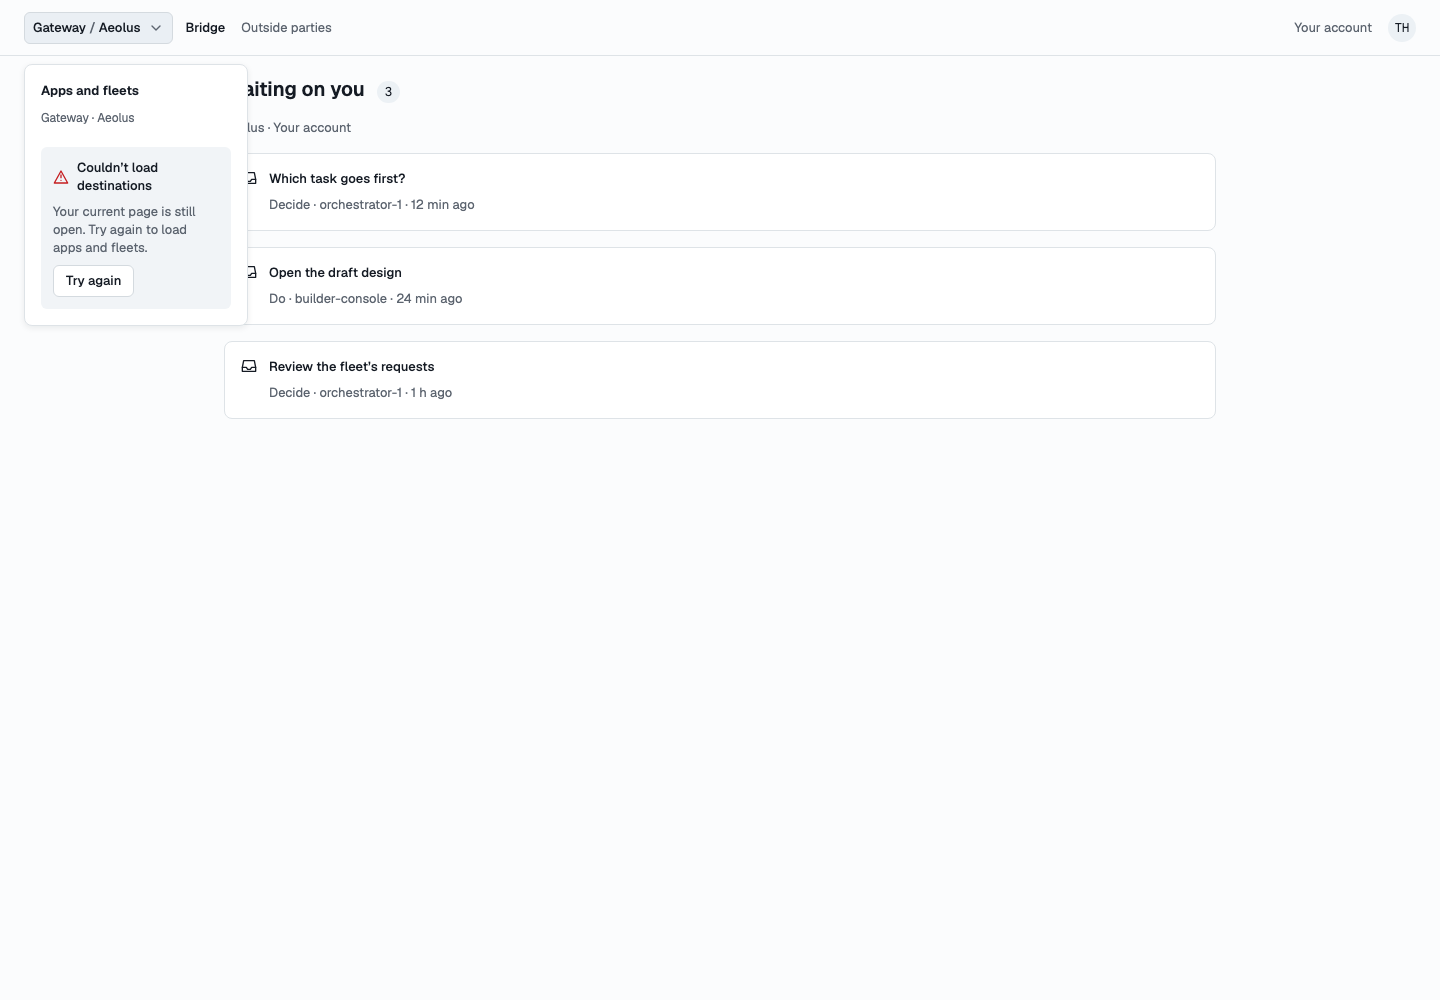 Gateway / Aeolus
Bridge
Outside parties
Your account
TH
Apps and fleets
Gateway · Aeolus
Couldn't load
destinations
Your current page is still
open. Try again to load
apps and fleets.
Try again
aiting on you
3
lus · Your account
Which task goes first?
Decide · orchestrator-1 · 12 min ago
Open the draft design
Do · builder-console · 24 min ago
Review the fleet's requests
Decide · orchestrator-1 · 1 h ago